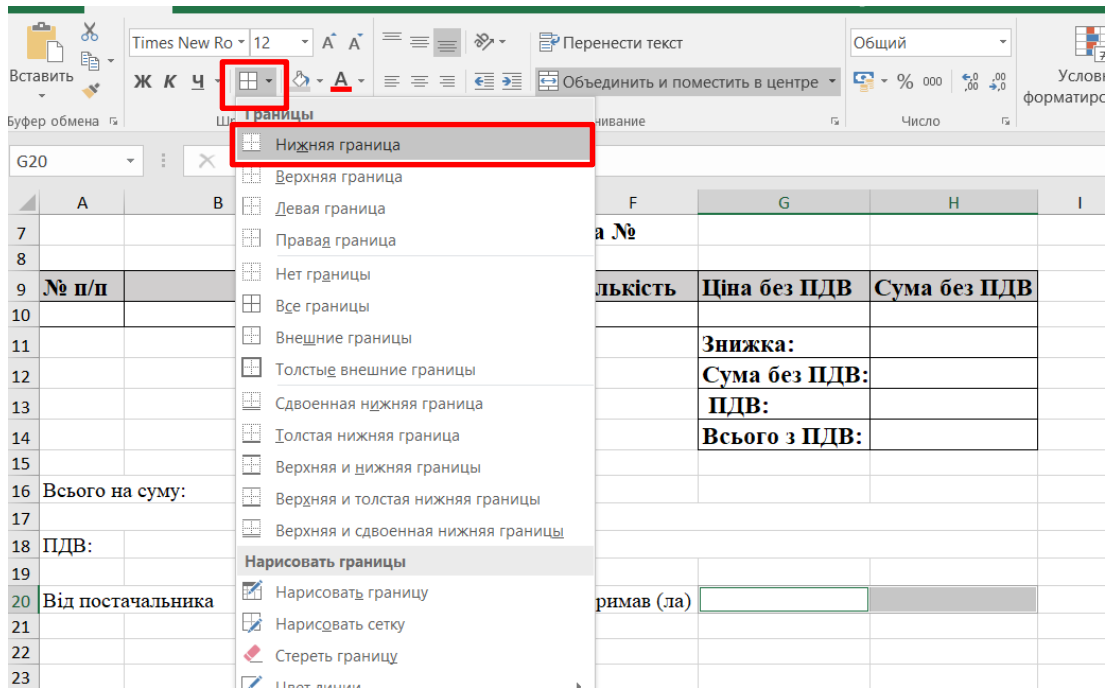 Times New Ro 12
Перенести текст
Общий
Вставить
Ж К Ч А
Объединить и поместить в центре
% 000
Буфер обмена
Число
Границы
Нижняя граница
G20
Верхняя граница
A B F G H I
Левая граница
7 №
Правая граница
8
Нет границы
9 № п/п Ціна без ПДВ Сума без ПДВ
Все границы
10
Внешние границы
11 Знижка:
Толстые внешние границы
12 Сума без ПДВ:
Сдвоенная нижняя граница
13 ПДВ:
Толстая нижняя граница
14 Всього з ПДВ:
Верхняя и нижняя границы
15
16 Всього на суму:
Верхняя и толстая нижняя границы
17
Верхняя и сдвоенная нижняя границы
18 ПДВ:
Нарисовать границы
19
Нарисовать границу
20 Від постачальника римав (ла)
Нарисовать сетку
21
22
Стереть границу
23
Цвет линии